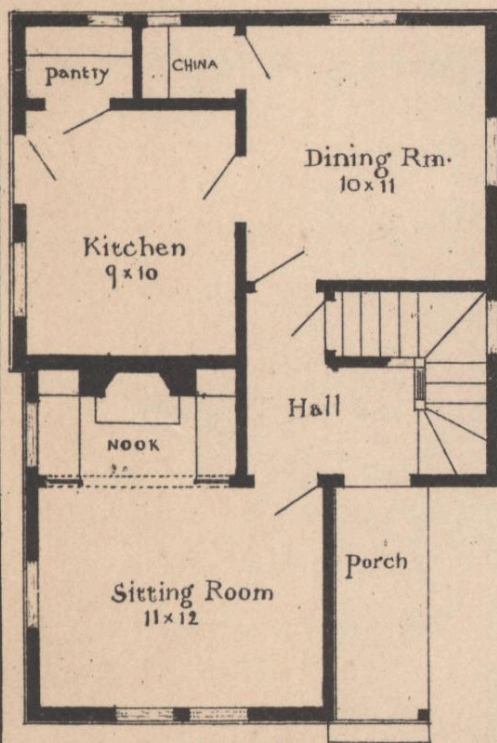 Pantry
CHINA
Dining Rm.
10 x 11
Kitchen
9 x 10
Hall
NOOK
Porch
Sitting Room
11 x 12